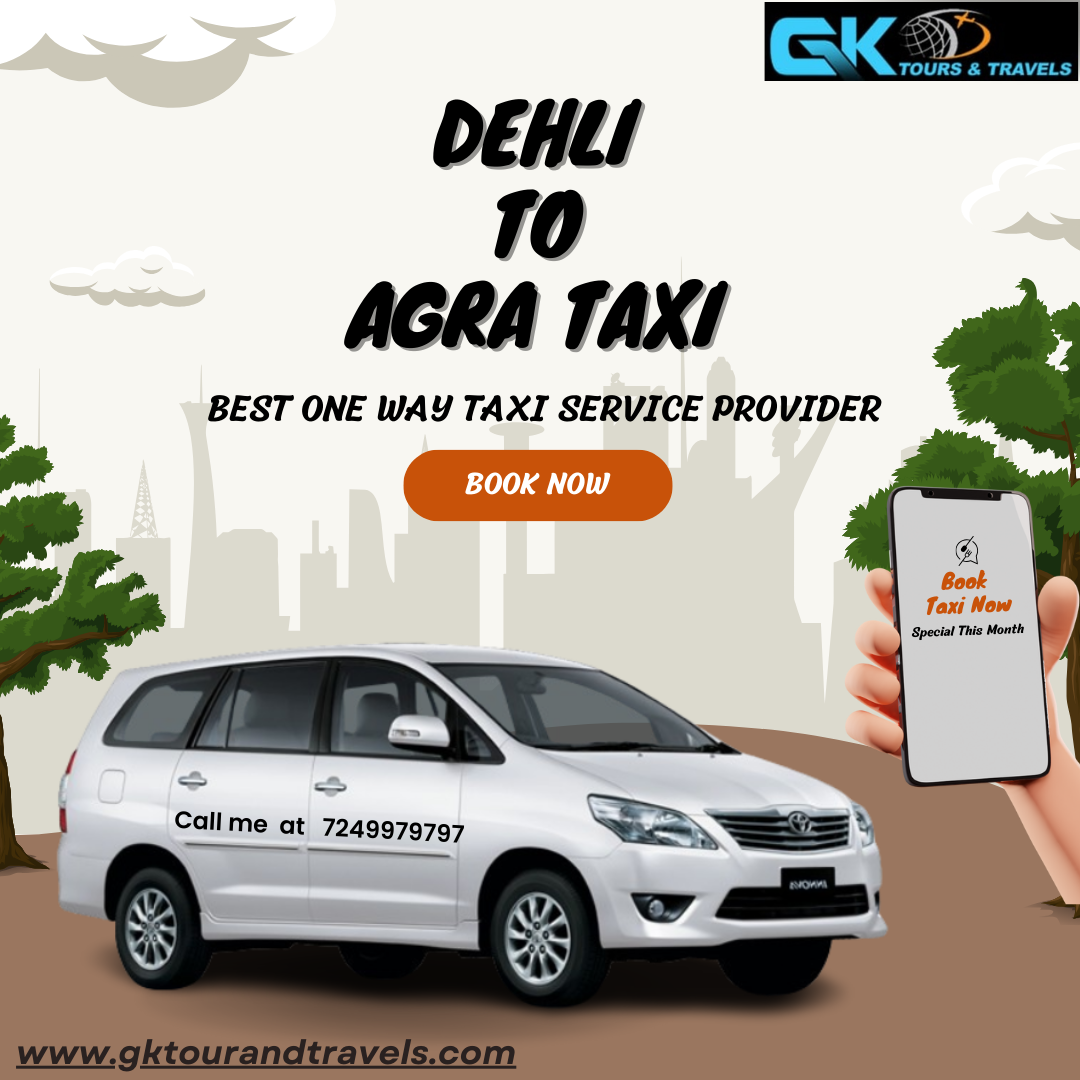 GK
TOURS & TRAVELS
DEHLI
TO
AGRA TAXI
BEST ONE WAY TAXI SERVICE PROVIDER
BOOK NOW
Book
Taxi Now
Special This Month
Call me at 7249979797
INNOVA
www.gktourandtravels.com